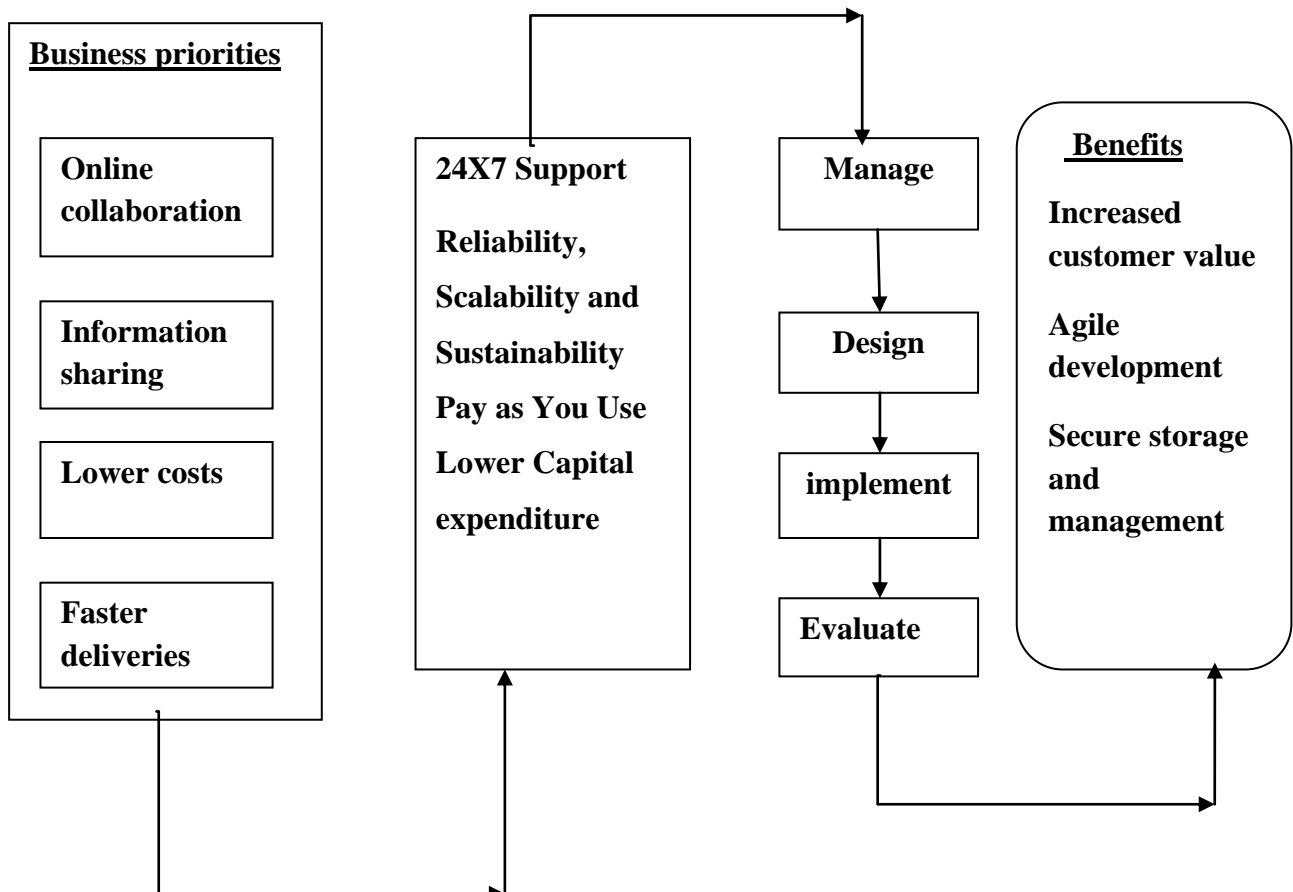 Business priorities
Online
collaboration
Information
sharing
Lower costs
Faster
deliveries
24X7 Support
Reliability,
Scalability and
Sustainability
Pay as You Use
Lower Capital
expenditure
Manage
Design
implement
Evaluate
Benefits
Increased
customer value
Agile
development
Secure storage
and
management